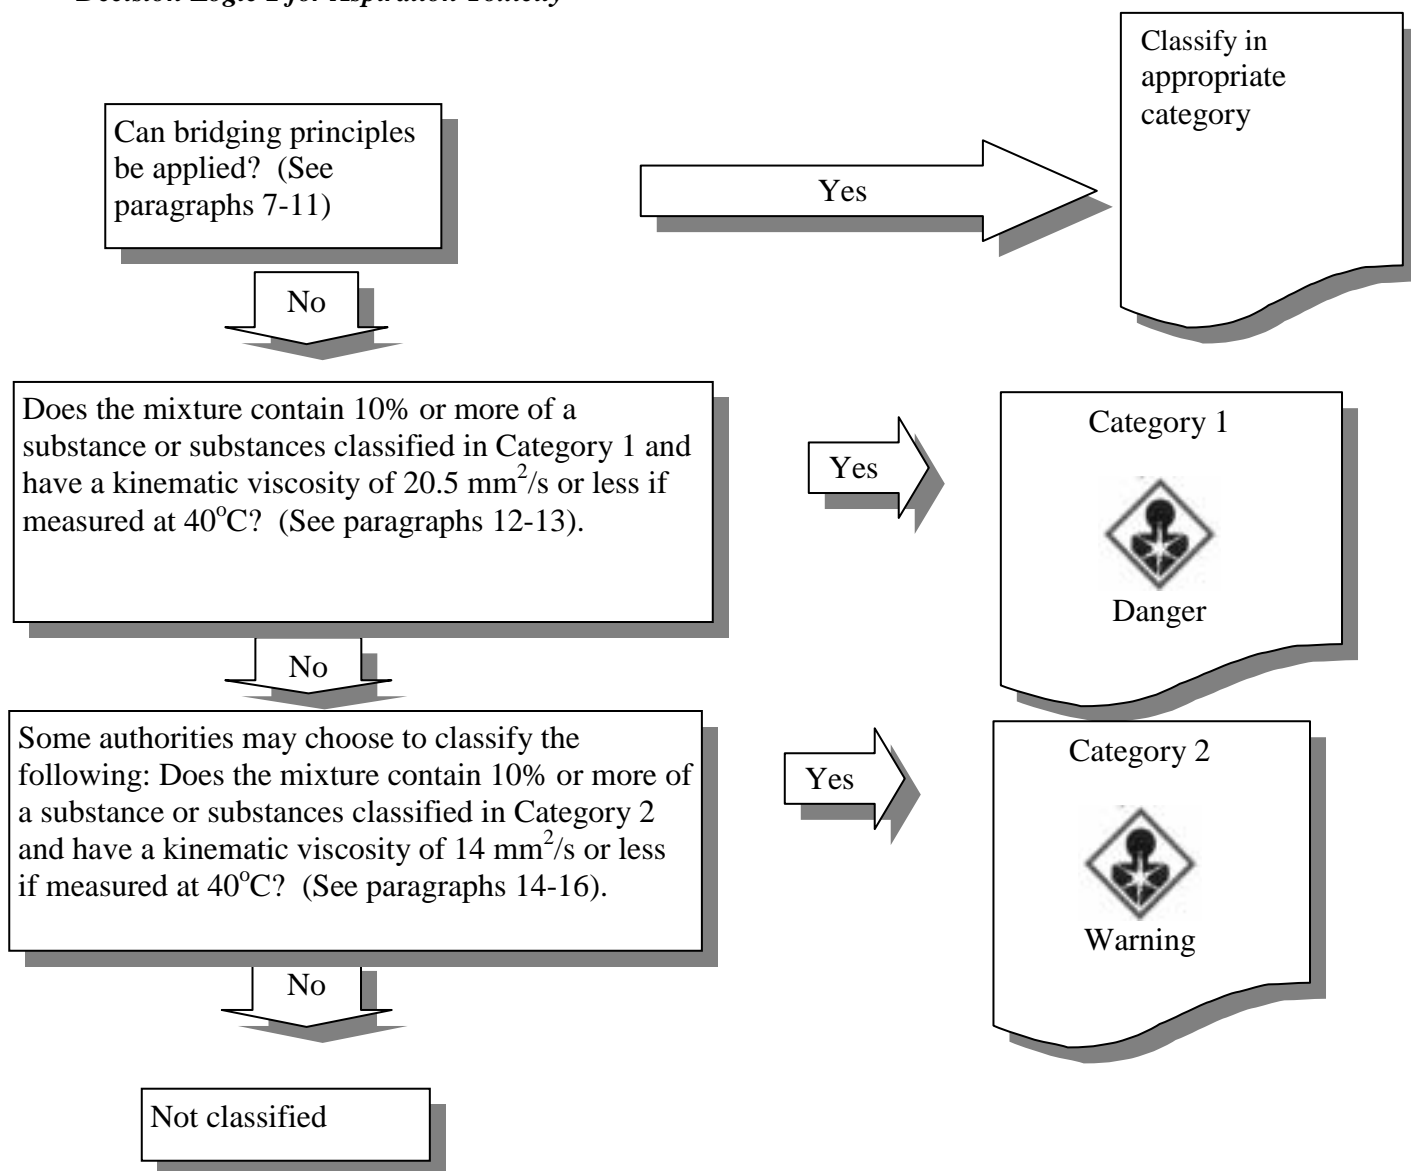 Classify in
appropriate
category
Can bridging principles
be applied?  (See
paragraphs 7-11)
Yes
No
Does the mixture contain 10% or more of a
substance or substances classified in Category 1 and
have a kinematic viscosity of 20.5 mm²/s or less if
measured at 40°C?  (See paragraphs 12-13).
Yes
Category 1
Danger
No
Some authorities may choose to classify the
following: Does the mixture contain 10% or more of
a substance or substances classified in Category 2
and have a kinematic viscosity of 14 mm²/s or less
if measured at 40°C?  (See paragraphs 14-16).
Yes
Category 2
Warning
No
Not classified